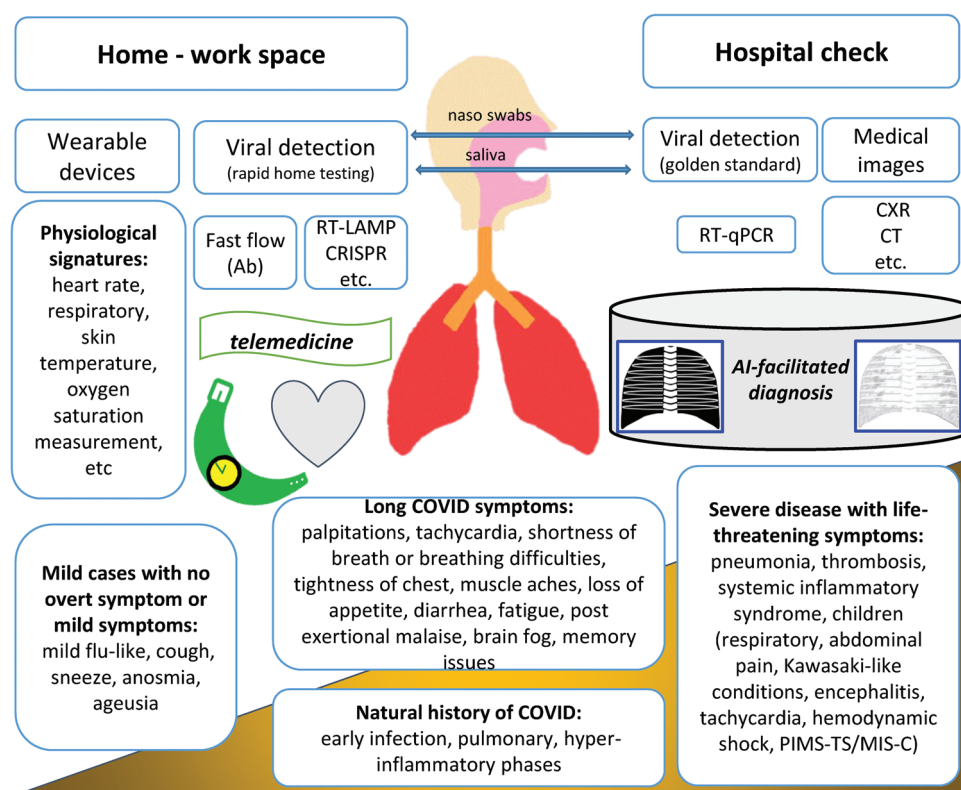 Home - work space
Hospital check
naso swabs
saliva
Wearable
devices
Viral detection
(rapid home testing)
Viral detection
(golden standard)
Medical
images
Physiological
signatures:
heart rate,
respiratory,
skin
temperature,
oxygen
saturation
measurement,
etc
Fast flow
(Ab)
RT-LAMP
CRISPR
etc.
RT-qPCR
CXR
CT
etc.
telemedicine
AI-facilitated
diagnosis
Mild cases with no
overt symptom or
mild symptoms:
mild flu-like, cough,
sneeze, anosmia,
ageusia
Long COVID symptoms:
palpitations, tachycardia, shortness of
breath or breathing difficulties,
tightness of chest, muscle aches, loss of
appetite, diarrhea, fatigue, post
exertional malaise, brain fog, memory
issues
Natural history of COVID:
early infection, pulmonary, hyper-
inflammatory phases
Severe disease with life-
threatening symptoms:
pneumonia, thrombosis,
systemic inflammatory
syndrome, children
(respiratory, abdominal
pain, Kawasaki-like
conditions, encephalitis,
tachycardia, hemodynamic
shock, PIMS-TS/MIS-C)